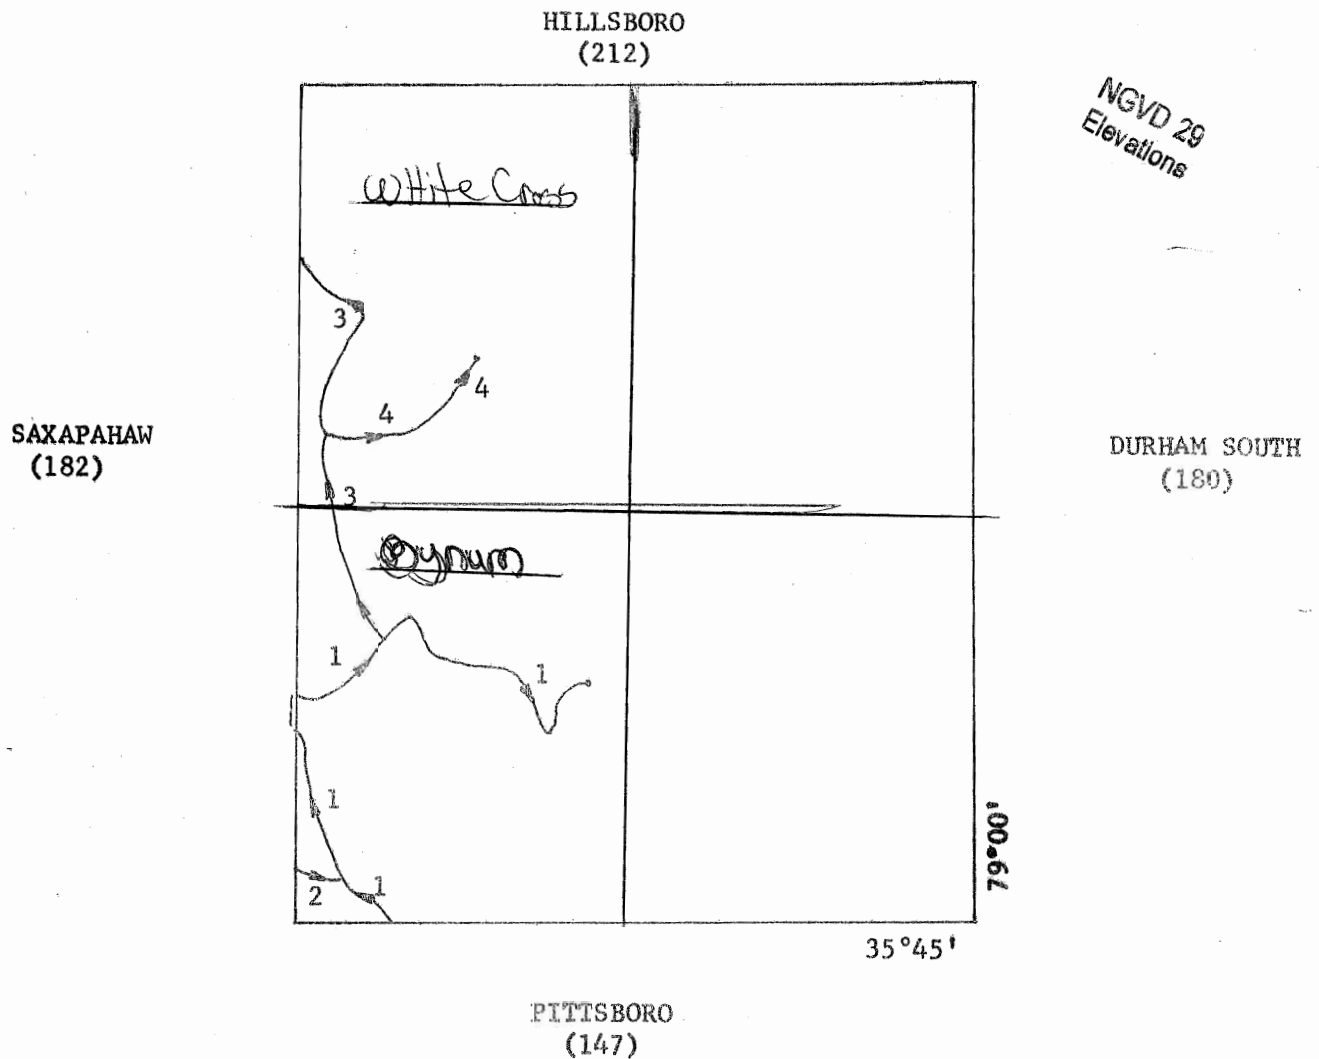 HILLSBORO
(212)
NGVD 29
Elevations
WHite Cross
3
4
4
SAXAPAHAW
(182)
DURHAM SOUTH
(180)
3
Bynum
1
1
1
79°00'
2
1
35°45'
PITTSBORO
(147)